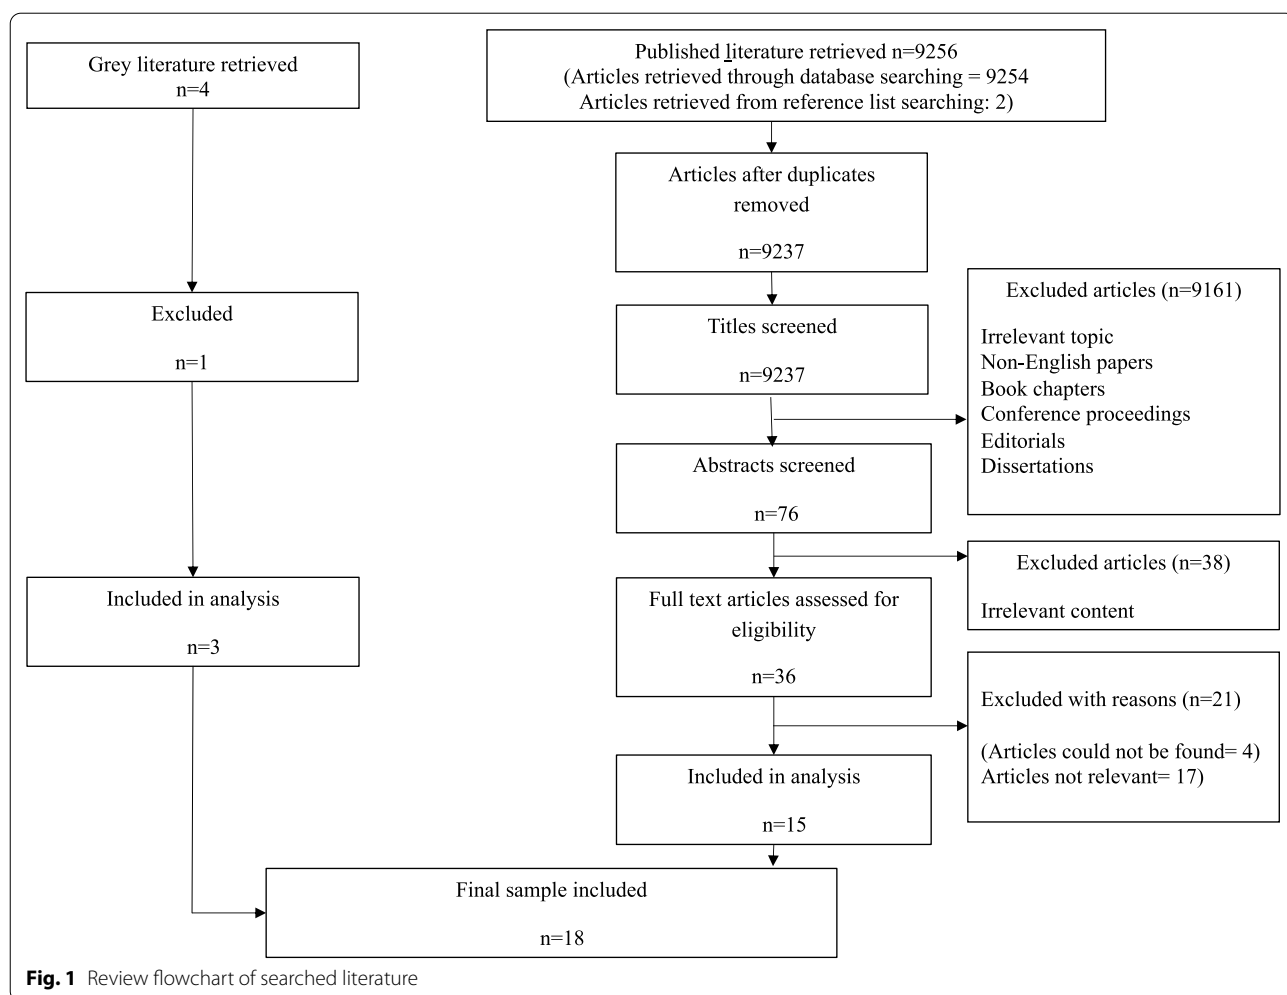 Grey literature retrieved
n=4
Published literature retrieved n=9256
(Articles retrieved through database searching = 9254
Articles retrieved from reference list searching: 2)
Articles after duplicates
removed
n=9237
Excluded
n=1
Titles screened
n=9237
Excluded articles (n=9161)
Irrelevant topic
Non-English papers
Book chapters
Conference proceedings
Editorials
Dissertations
Abstracts screened
n=76
Excluded articles (n=38)
Irrelevant content
Included in analysis
n=3
Full text articles assessed for
eligibility
n=36
Excluded with reasons (n=21)
(Articles could not be found= 4)
Articles not relevant= 17)
Included in analysis
n=15
Final sample included
n=18
Fig. 1 Review flowchart of searched literature